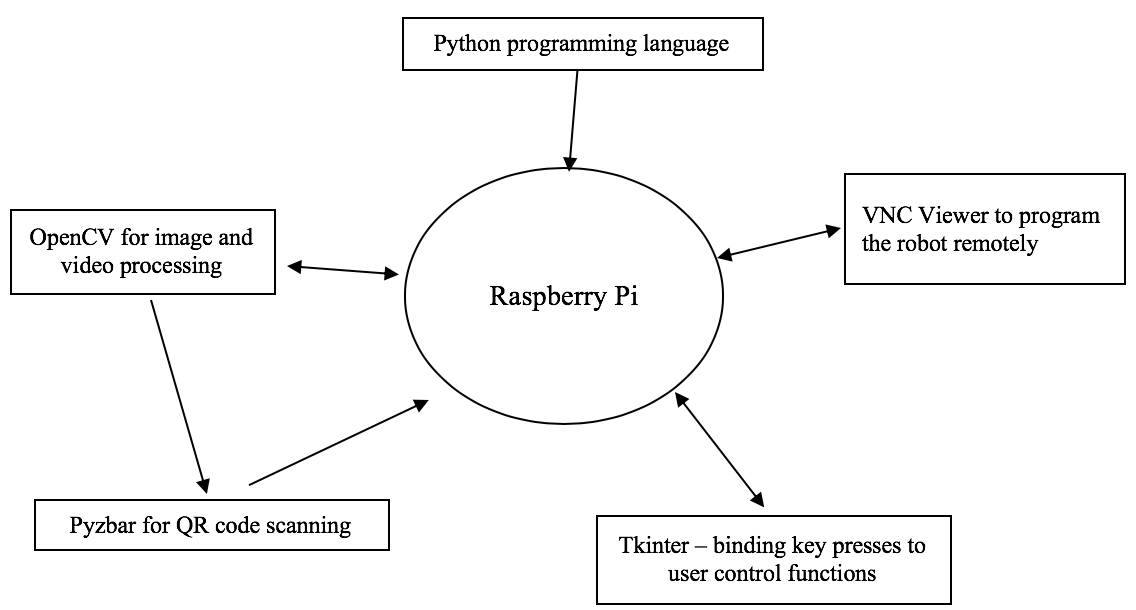 Python programming language
VNC Viewer to program
the robot remotely
OpenCV for image and
video processing
Raspberry Pi
Pyzbar for QR code scanning
Tkinter – binding key presses to
user control functions